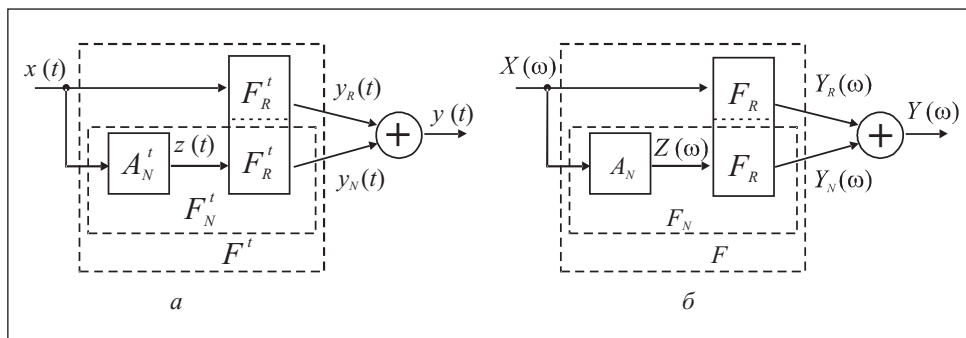 x (t)
F_R^t
y_R(t)
y (t)
+
A_N^t
z (t)
F_R^t
y_N(t)
F_N^t
F^t
а
X (ω)
F_R
Y_R(ω)
Y (ω)
+
A_N
Z (ω)
F_R
Y_N(ω)
F_N
F
б